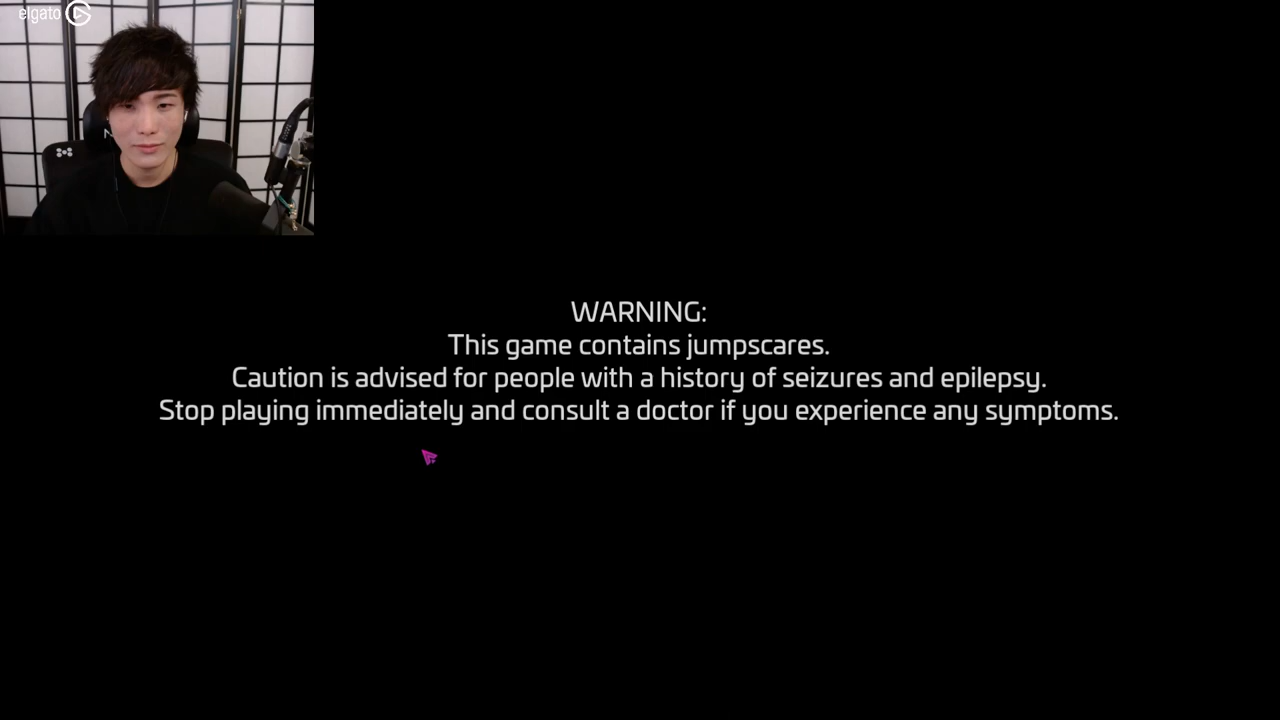 elgato
WARNING:
This game contains jumpscares.
Caution is advised for people with a history of seizures and epilepsy.
Stop playing immediately and consult a doctor if you experience any symptoms.